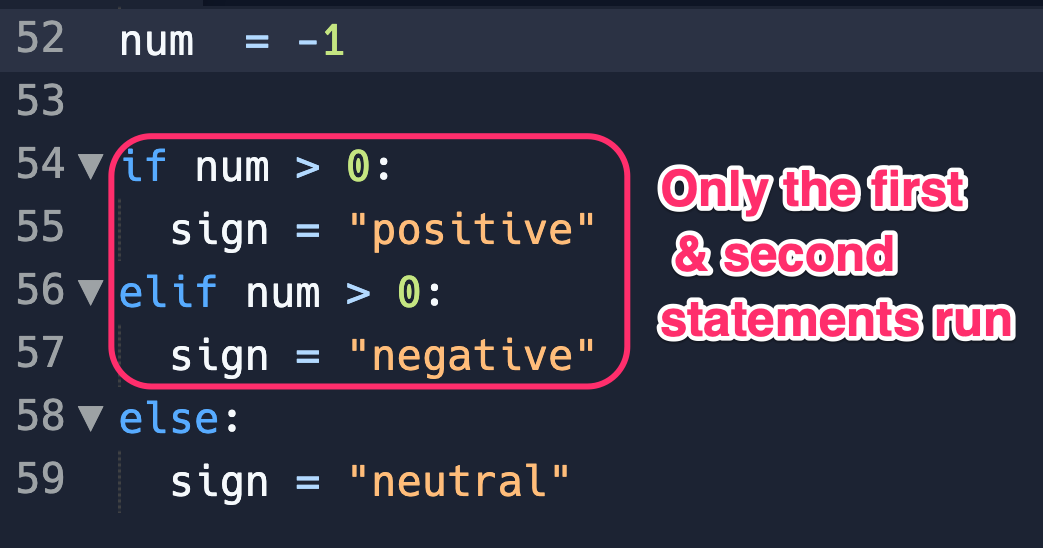 52 num  = -1
53
54 ▼ if num > 0:
55   sign = "positive"
56 ▼ elif num > 0:
57   sign = "negative"
58 ▼ else:
59   sign = "neutral"
Only the first
& second
statements run